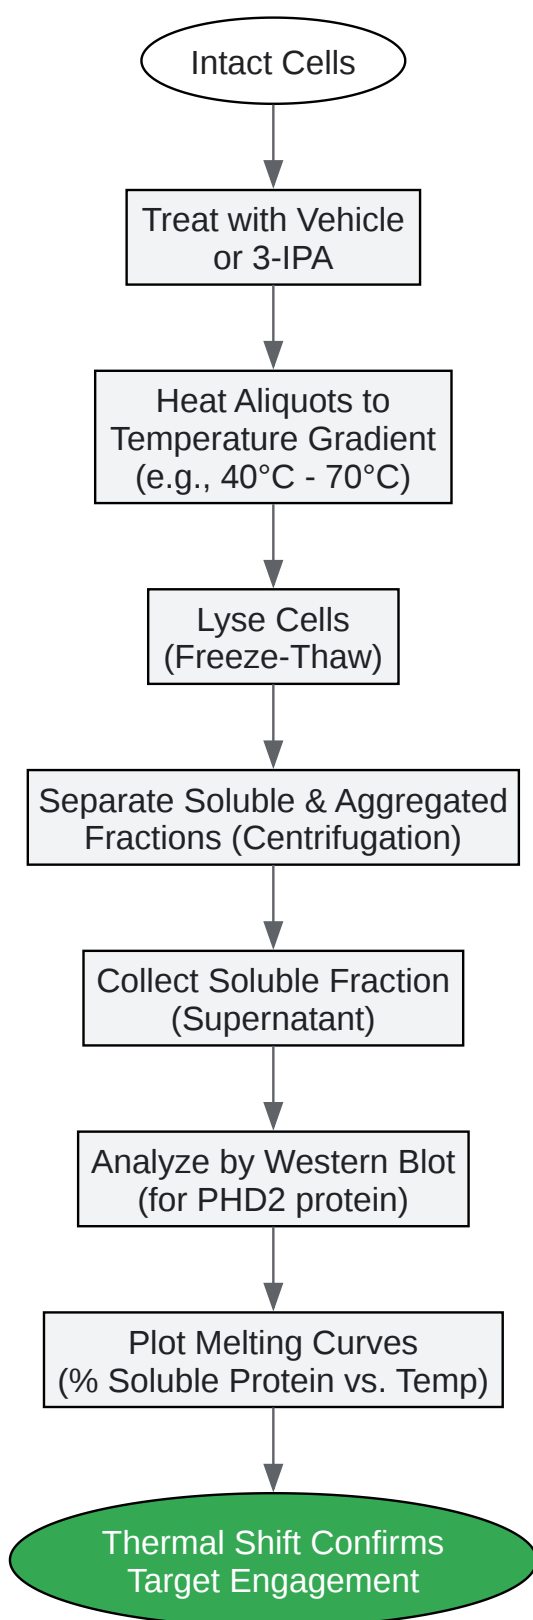 Intact Cells
Treat with Vehicle
or 3-IPA
Heat Aliquots to
Temperature Gradient
(e.g., 40°C - 70°C)
Lyse Cells
(Freeze-Thaw)
Separate Soluble & Aggregated
Fractions (Centrifugation)
Collect Soluble Fraction
(Supernatant)
Analyze by Western Blot
(for PHD2 protein)
Plot Melting Curves
(% Soluble Protein vs. Temp)
Thermal Shift Confirms
Target Engagement